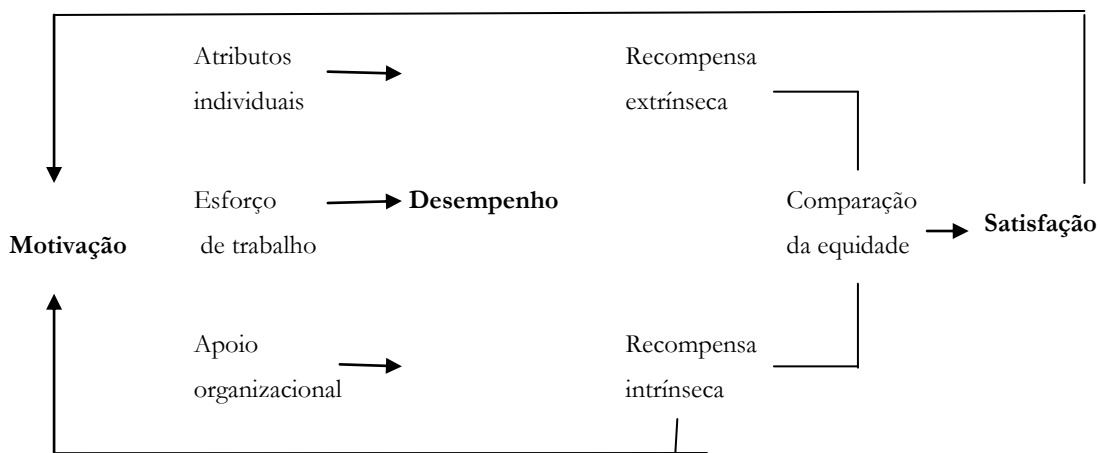 Atributos
individuais
Recompensa
extrínseca
Esforço
de trabalho
Desempenho
Comparação
da equidade
Satisfação
Motivação
Apoio
organizacional
Recompensa
intrínseca